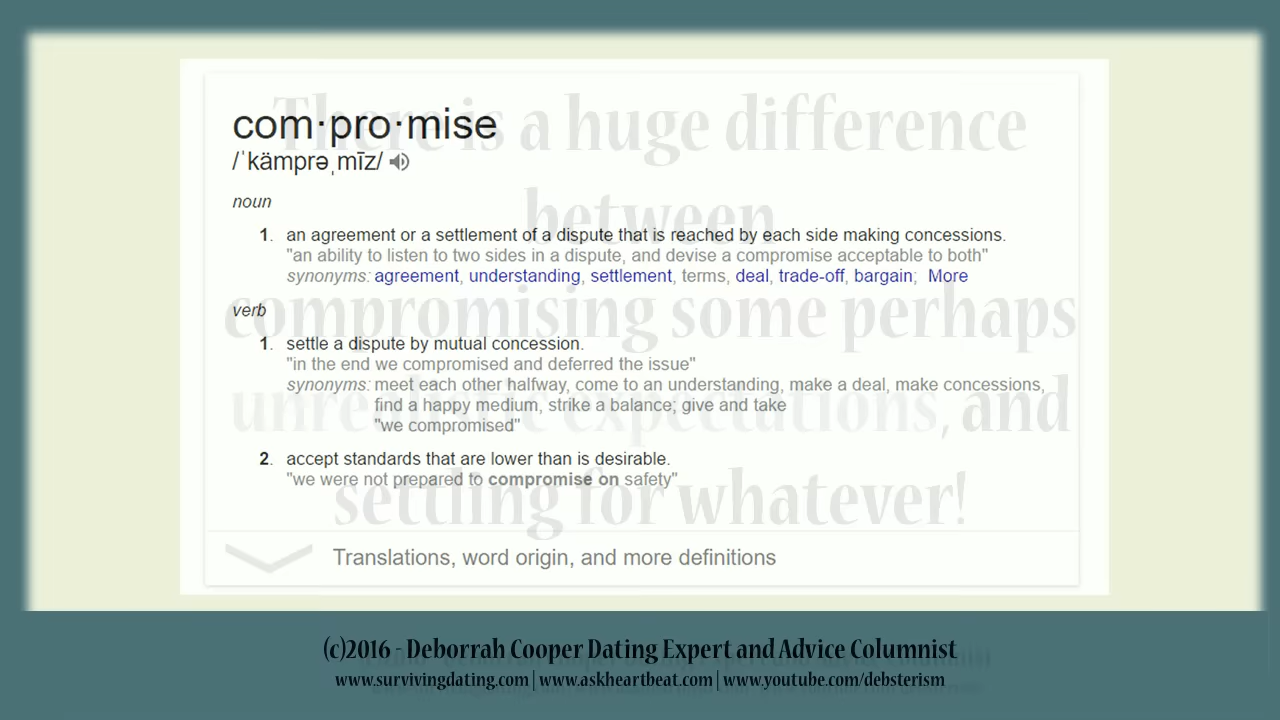 There is a huge difference
between
compromising some perhaps
unrealistic expectations, and
settling for whatever!
com·pro·mise
/ˈkämprəˌmīz/
noun
1. an agreement or a settlement of a dispute that is reached by each side making concessions.
"an ability to listen to two sides in a dispute, and devise a compromise acceptable to both"
synonyms: agreement, understanding, settlement, terms, deal, trade-off, bargain; More
verb
1. settle a dispute by mutual concession.
"in the end we compromised and deferred the issue"
synonyms: meet each other halfway, come to an understanding, make a deal, make concessions,
find a happy medium, strike a balance; give and take
"we compromised"
2. accept standards that are lower than is desirable.
"we were not prepared to compromise on safety"
Translations, word origin, and more definitions
(c)2016 - Deborrah Cooper Dating Expert and Advice Columnist
www.survivingdating.com | www.askheartbeat.com | www.youtube.com/debsterism